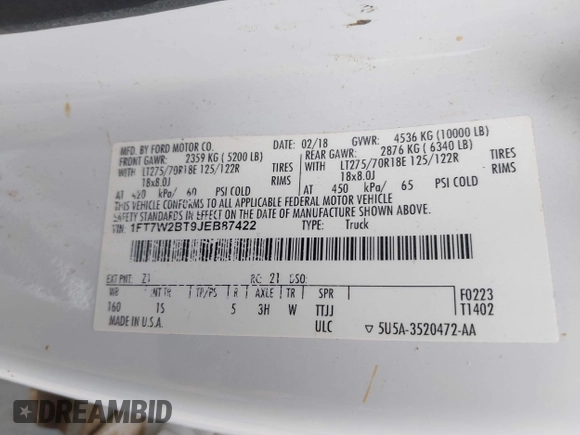 MFD. BY FORD MOTOR CO. DATE: 02/18 GVWR: 4536 KG (10000 LB)
FRONT GAWR: 2359 KG ( 5200 LB) REAR GAWR: 2876 KG ( 6340 LB)
WITH LT275/70R18E 125/122R TIRES WITH LT275/70R18E 125/122R TIRES
18x8.0J RIMS 18x8.0J RIMS
AT 420 kPa/ 60 PSI COLD AT 450 kPa/ 65 PSI COLD
THIS VEHICLE CONFORMS TO ALL APPLICABLE FEDERAL MOTOR VEHICLE
SAFETY STANDARDS IN EFFECT ON THE DATE OF MANUFACTURE SHOWN ABOVE.
VIN: 1FT7W2BT9JEB87422 TYPE: Truck
EXT PNT: Z1 RC: 21 DSO:
WB INT TR TP/PS R AXLE TR SPR F0223
160 IS 5 3H W TTJJ T1402
MADE IN U.S.A. ULC 5U5A-3520472-AA
DREAMBID